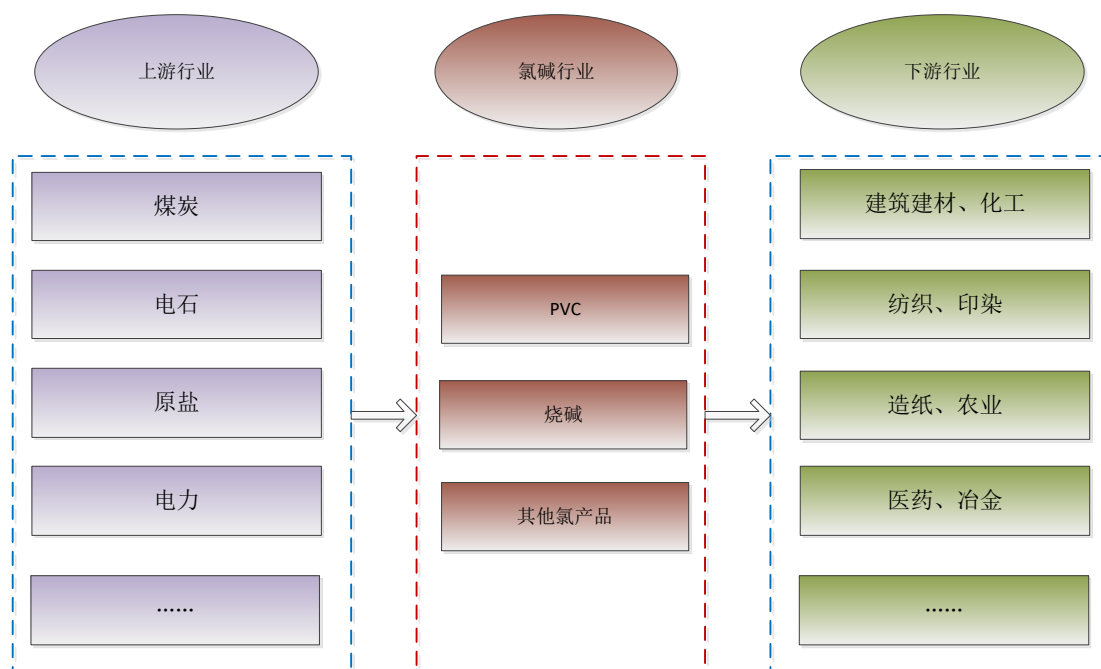 上游行业
氯碱行业
下游行业
煤炭
电石
原盐
电力
……
PVC
烧碱
其他氯产品
建筑建材、化工
纺织、印染
造纸、农业
医药、冶金
……